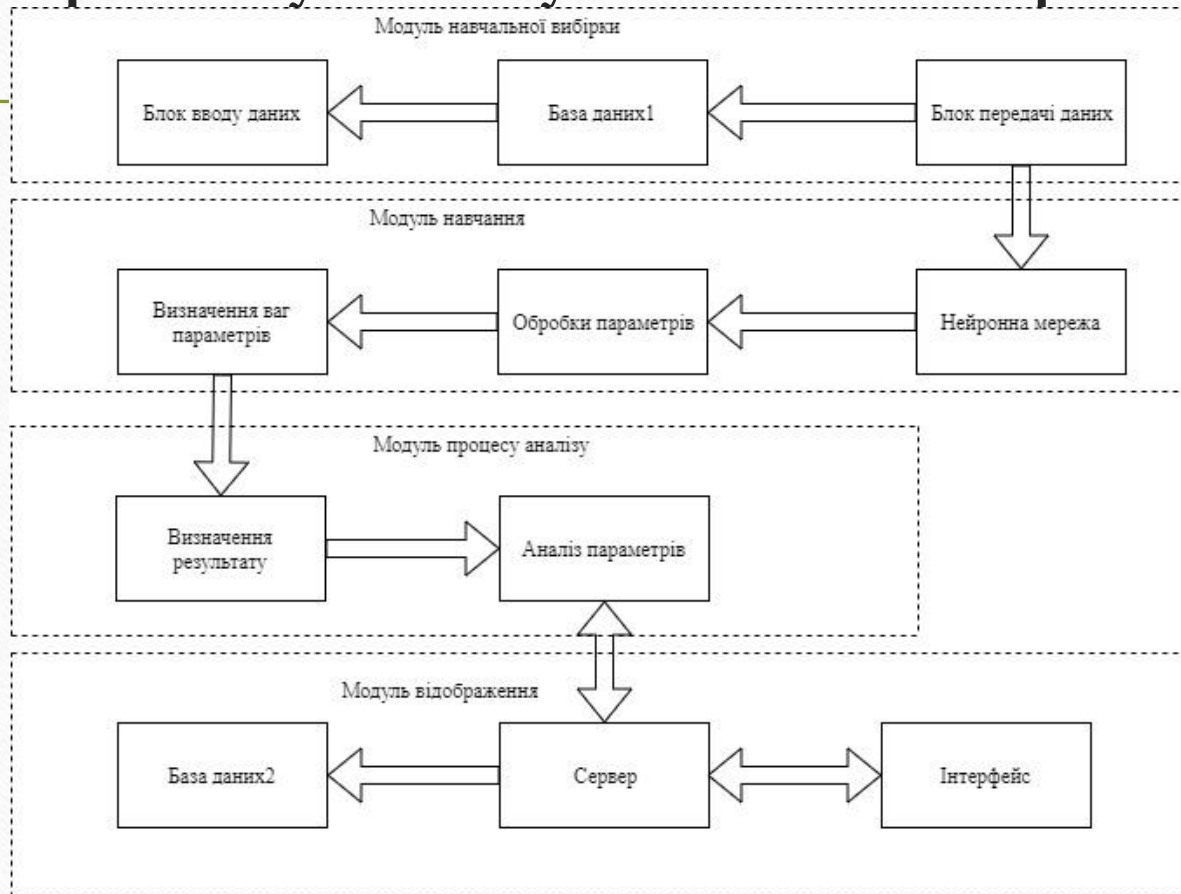 Модуль навчальної вибірки
Блок вводу даних
База даних1
Блок передачі даних
Модуль навчання
Визначення ваг
параметрів
Обробки параметрів
Нейронна мережа
Модуль процесу аналізу
Визначення
результату
Аналіз параметрів
Модуль відображення
База даних2
Сервер
Інтерфейс